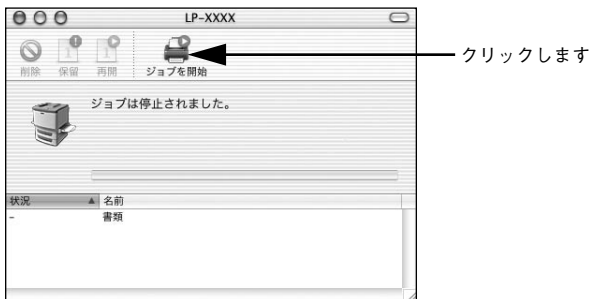 LP-XXXX
削除 保留 再開 ジョブを開始
クリックします
ジョブは停止されました。
状況 名前
- 書類